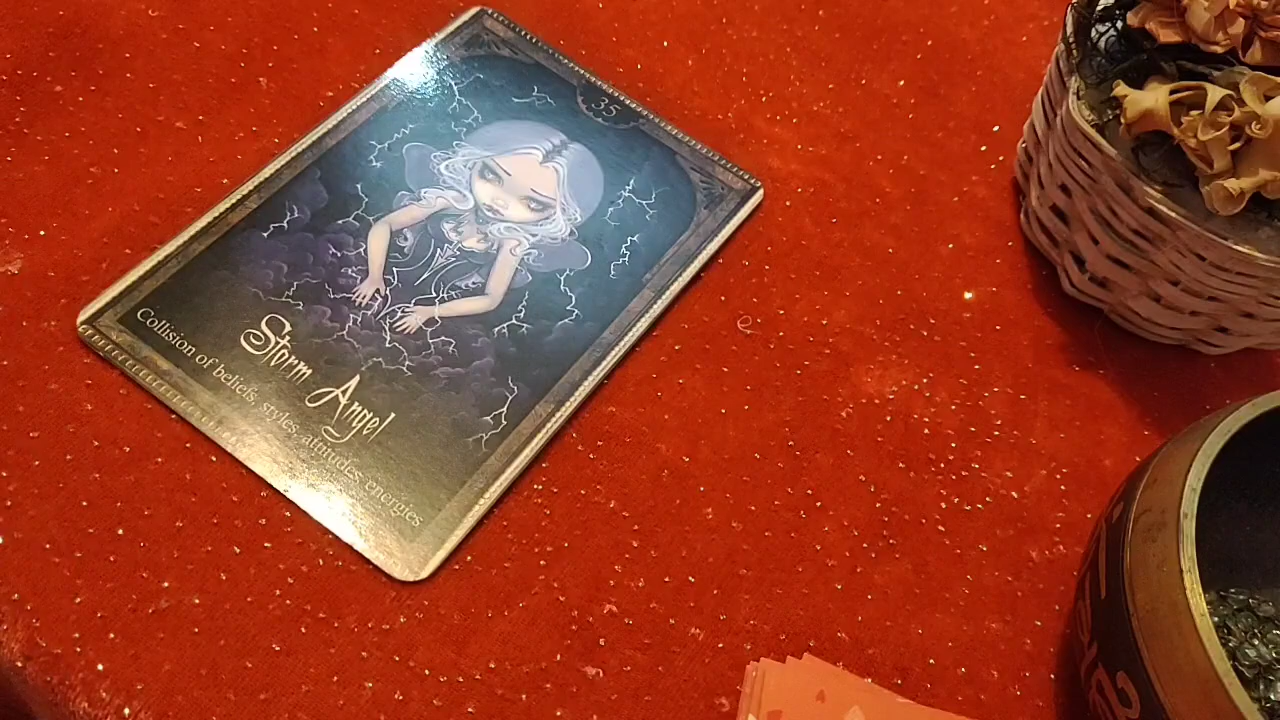 35
Storm Angel
Collision of beliefs, styles, attitudes, energies